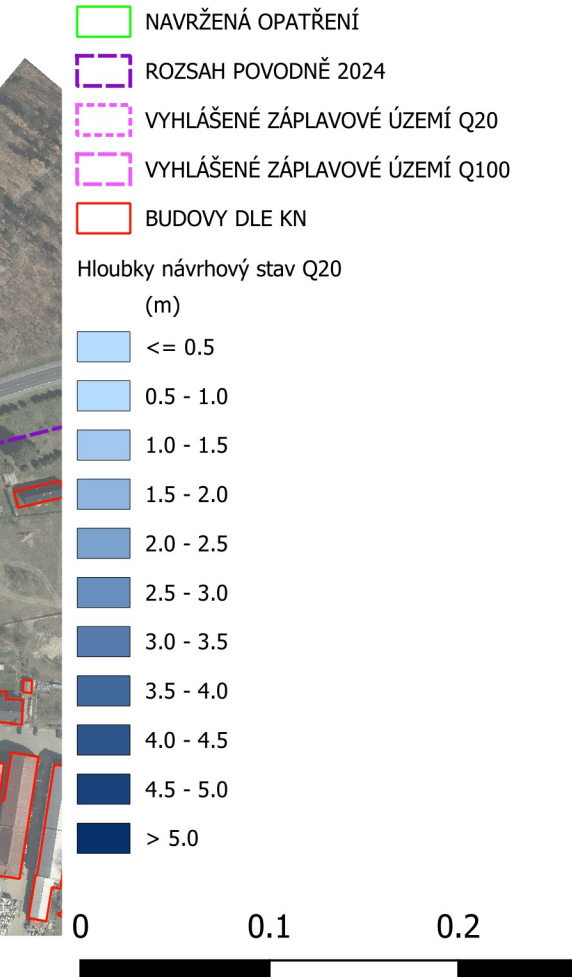 NAVRŽENÁ OPATŘENÍ
ROZSAH POVODNĚ 2024
VYHLÁŠENÉ ZÁPLAVOVÉ ÚZEMÍ Q20
VYHLÁŠENÉ ZÁPLAVOVÉ ÚZEMÍ Q100
BUDOVY DLE KN
Hloubky návrhový stav Q20
(m)
<= 0.5
0.5 - 1.0
1.0 - 1.5
1.5 - 2.0
2.0 - 2.5
2.5 - 3.0
3.0 - 3.5
3.5 - 4.0
4.0 - 4.5
4.5 - 5.0
> 5.0
0 0.1 0.2